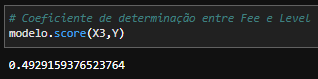 # Coeficiente de determinação entre Fee e Level
modelo.score(X3,Y)
0.4929159376523764